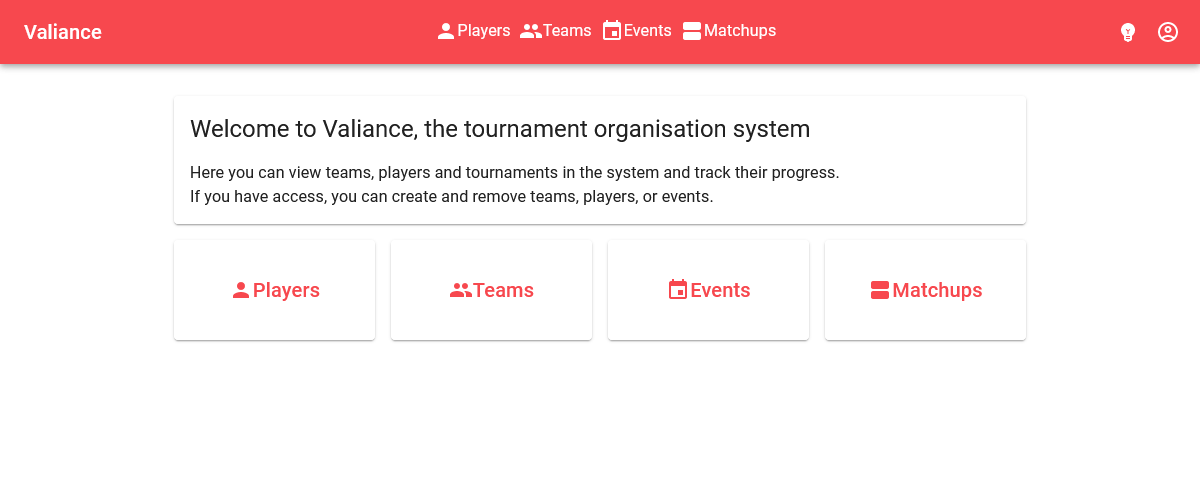 Valiance
Players Teams Events Matchups
Welcome to Valiance, the tournament organisation system
Here you can view teams, players and tournaments in the system and track their progress.
If you have access, you can create and remove teams, players, or events.
Players
Teams
Events
Matchups